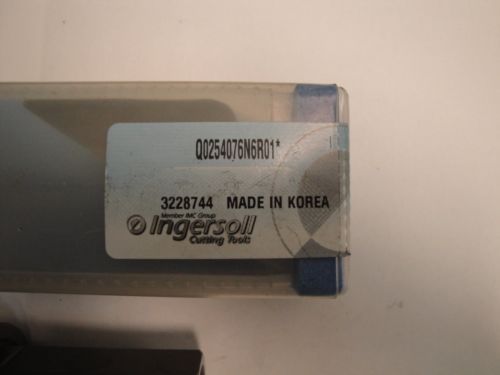 Q0254076N6R01*
3228744 MADE IN KOREA
Member IMC Group
Ingersoll
Cutting Tools